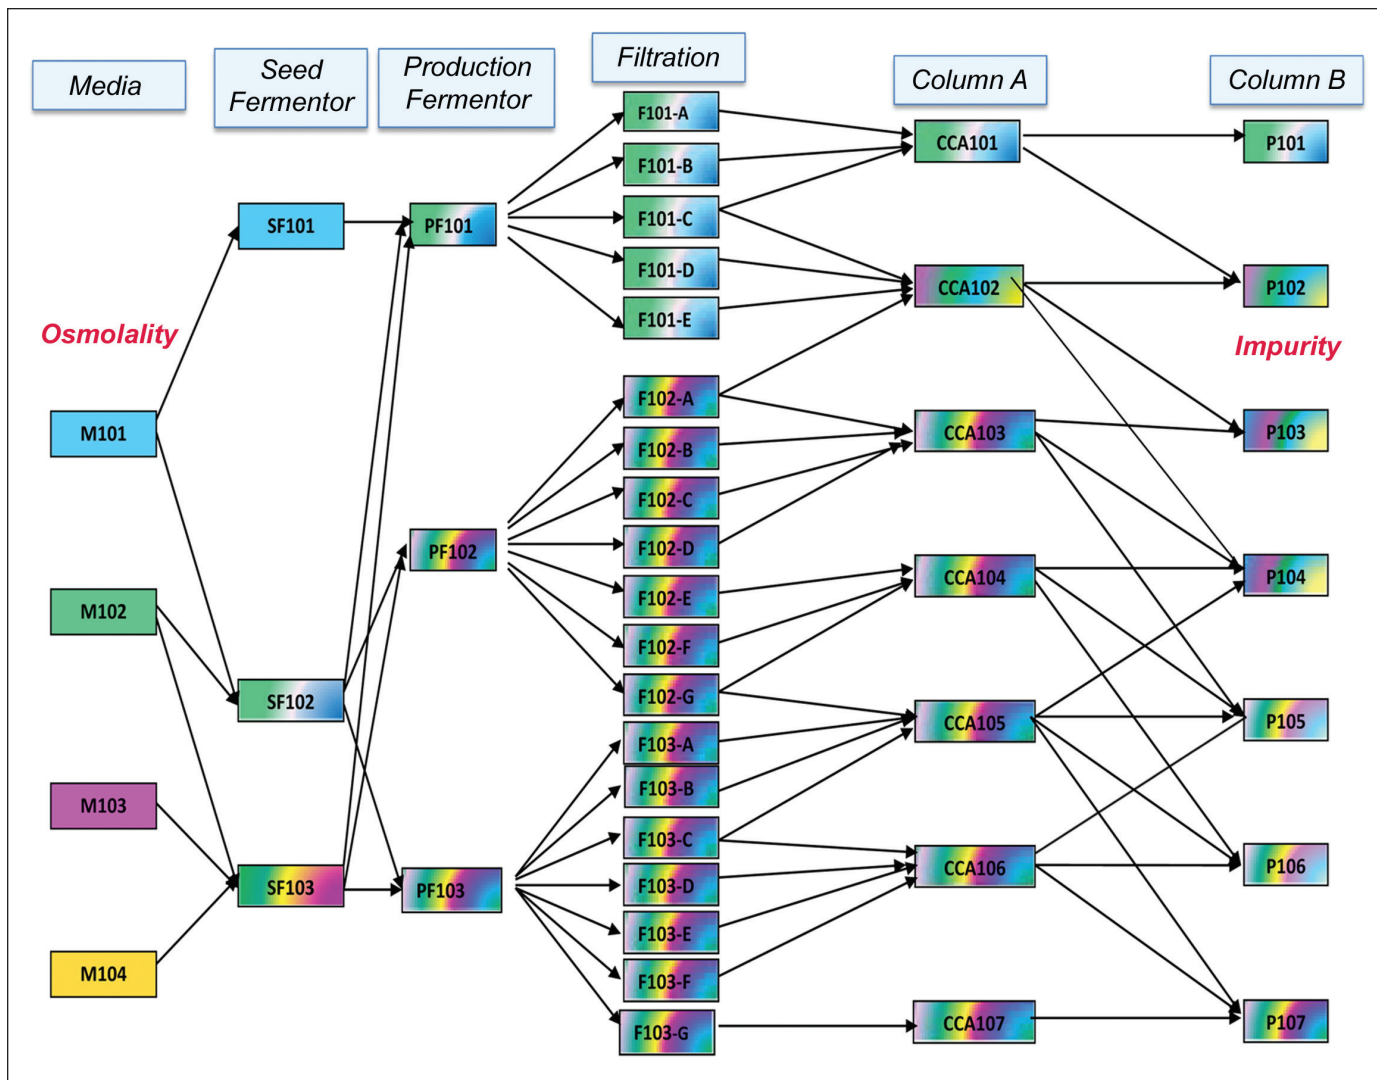 Media
Seed
Fermentor
Production
Fermentor
Filtration
Column A
Column B
Osmolality
M101
M102
M103
M104
SF101
SF102
SF103
PF101
PF102
PF103
F101-A
F101-B
F101-C
F101-D
F101-E
F102-A
F102-B
F102-C
F102-D
F102-E
F102-F
F102-G
F103-A
F103-B
F103-C
F103-D
F103-E
F103-F
F103-G
CCA101
CCA102
CCA103
CCA104
CCA105
CCA106
CCA107
P101
P102
Impurity
P103
P104
P105
P106
P107